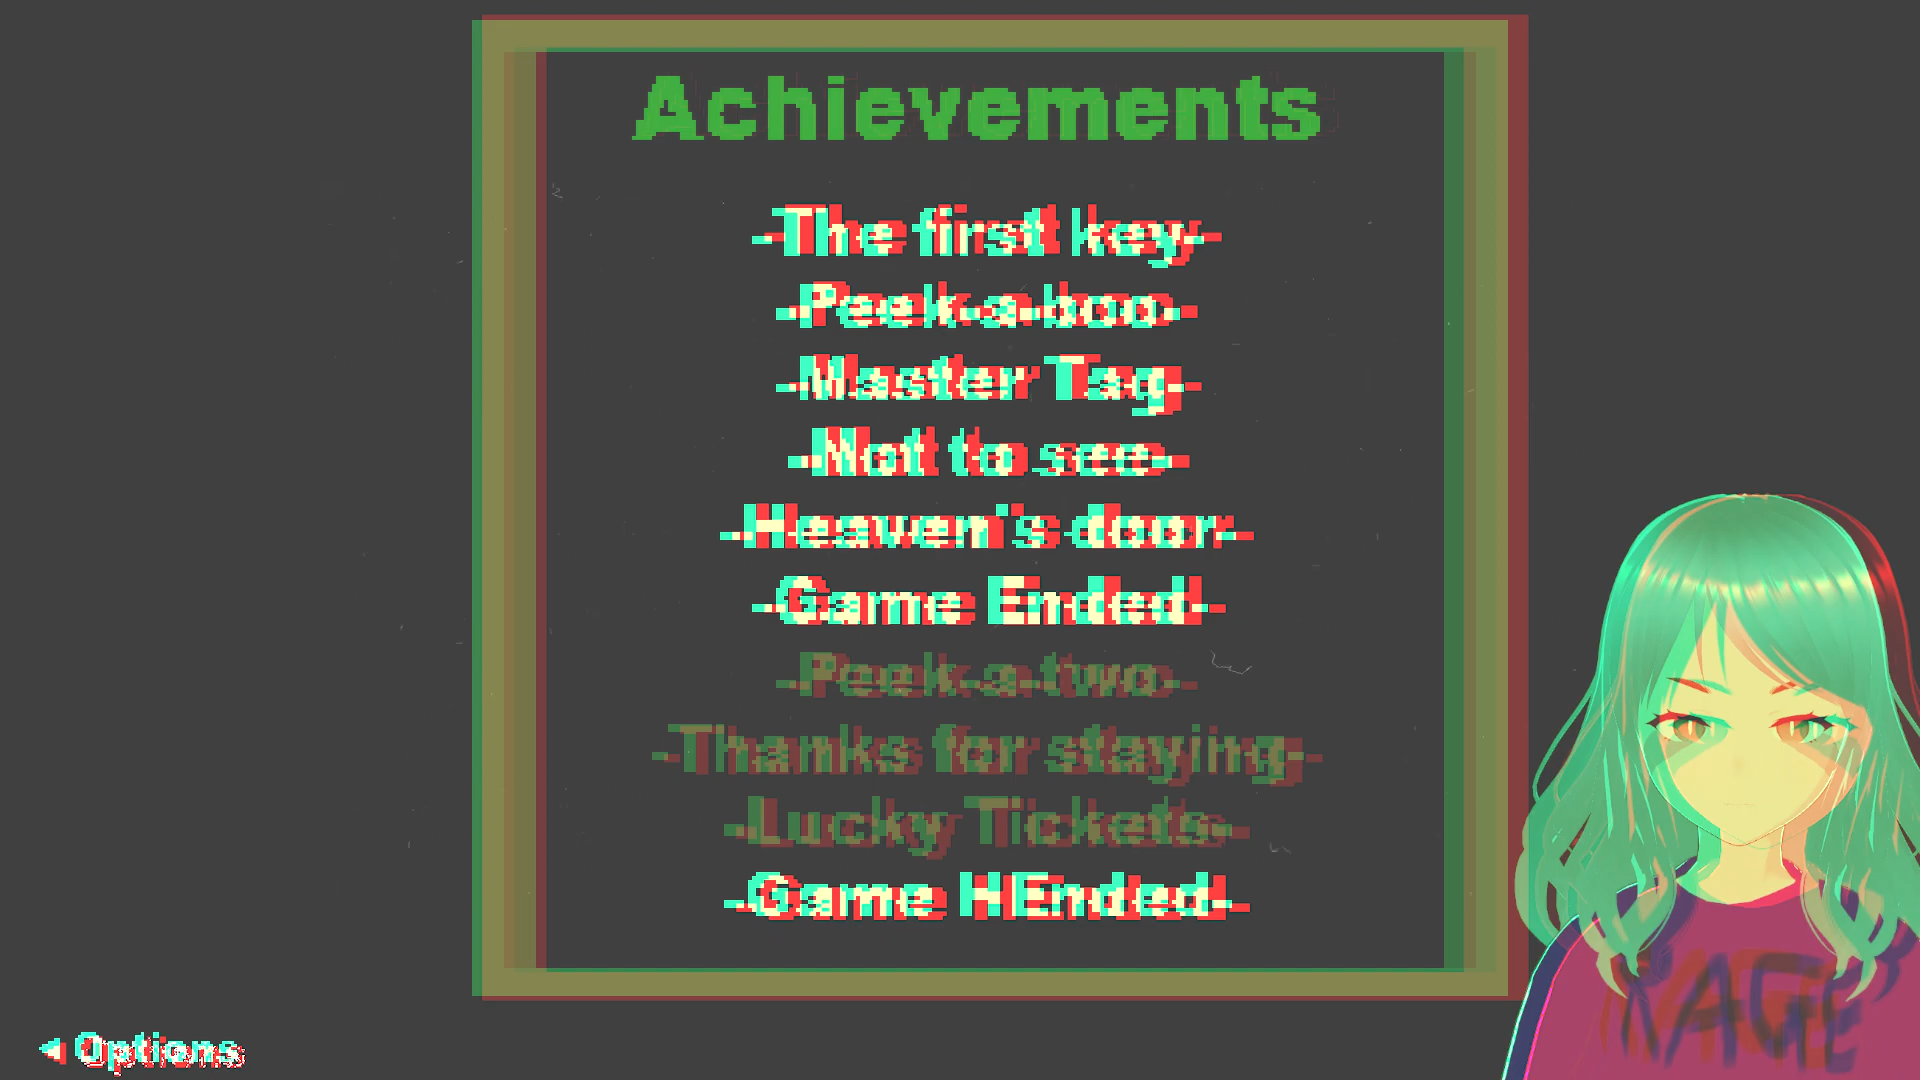 Achievements
-The first key-
-Peek-a-boo-
-Master Tag-
-Not to see-
-Heaven's door-
-Game Ended-
-Peek-a-two-
-Thanks for staying-
-Lucky Tickets-
-Game HEnded-
Options
RAGE